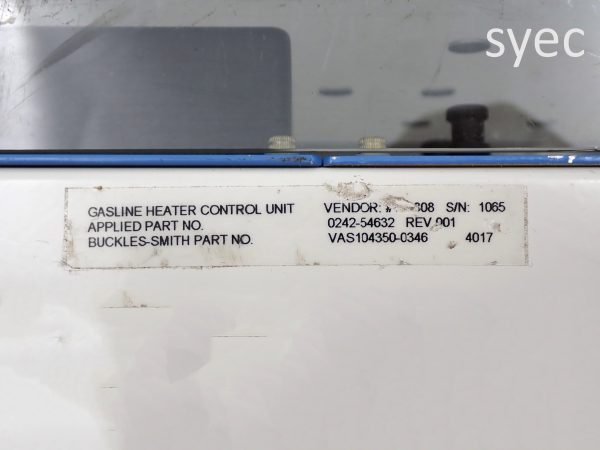 syec
GASLINE HEATER CONTROL UNIT VENDOR: 808 S/N: 1065
APPLIED PART NO. 0242-54632 REV 001
BUCKLES-SMITH PART NO. VAS104350-0346 4017